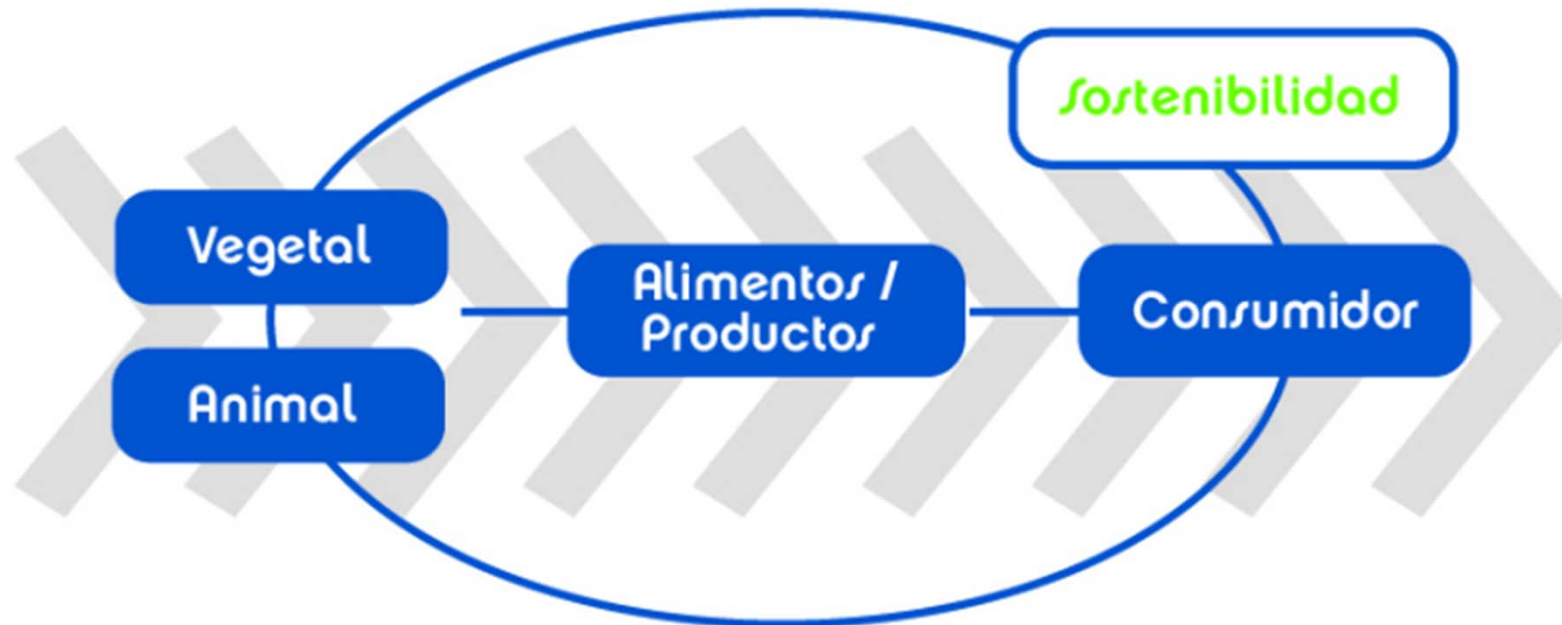 Sostenibilidad
Vegetal
Animal
Alimentos /
Productos
Consumidor